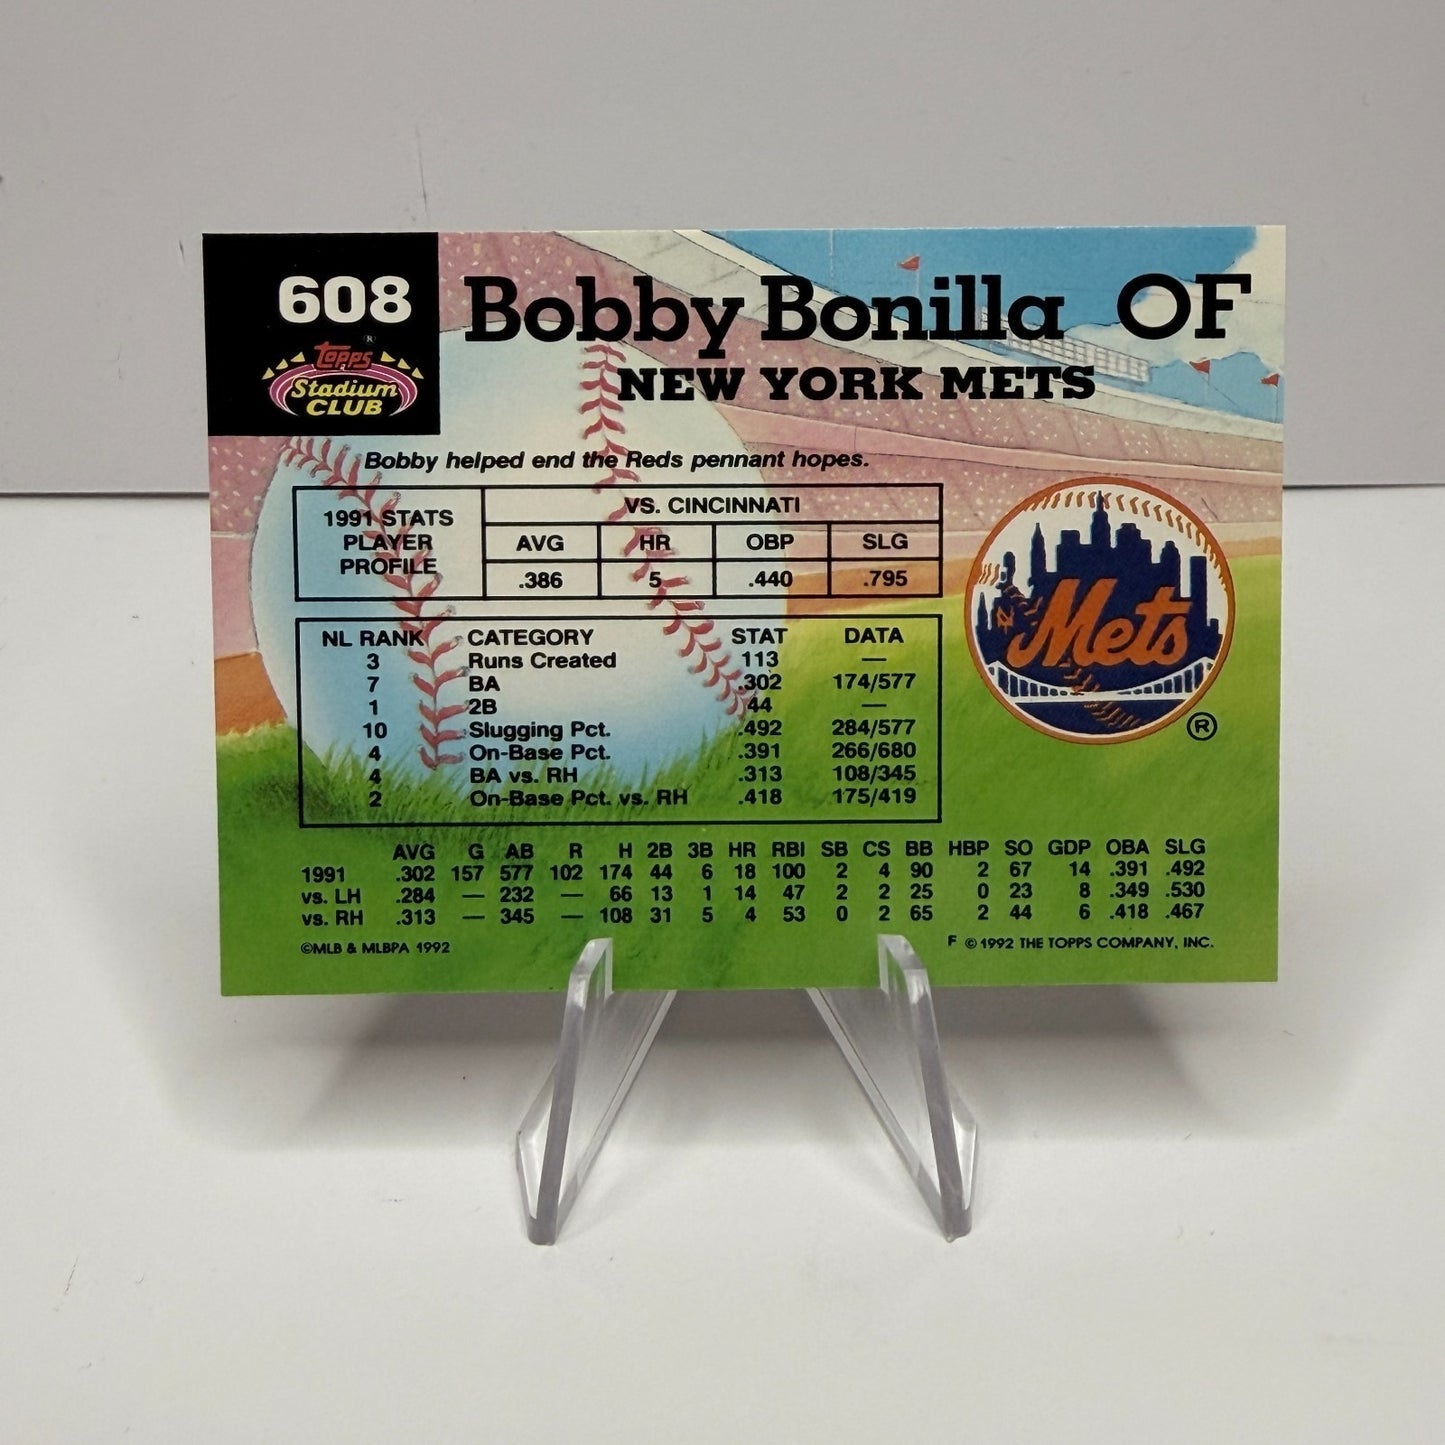 608
Topps ®
Stadium
CLUB
Bobby Bonilla OF
NEW YORK METS
Bobby helped end the Reds pennant hopes.
1991 STATS
PLAYER
PROFILE
VS. CINCINNATI
AVG HR OBP SLG
.386 5 .440 .795
Mets
®
NL RANK CATEGORY STAT DATA
3 Runs Created 113 —
7 BA .302 174/577
1 2B 44 —
10 Slugging Pct. .492 284/577
4 On-Base Pct. .391 266/680
4 BA vs. RH .313 108/345
2 On-Base Pct. vs. RH .418 175/419
AVG G AB R H 2B 3B HR RBI SB CS BB HBP SO GDP OBA SLG
1991 .302 157 577 102 174 44 6 18 100 2 4 90 2 67 14 .391 .492
vs. LH .284 — 232 — 66 13 1 14 47 2 2 25 0 23 8 .349 .530
vs. RH .313 — 345 — 108 31 5 4 53 0 2 65 2 44 6 .418 .467
©MLB & MLBPA 1992
F © 1992 THE TOPPS COMPANY, INC.